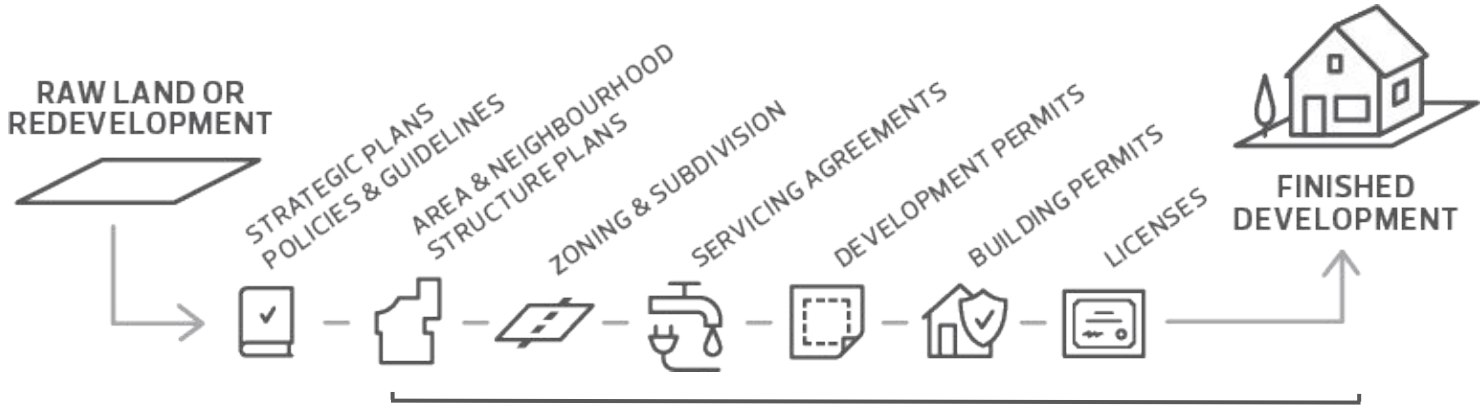 RAW LAND OR
REDEVELOPMENT
STRATEGIC PLANS
POLICIES & GUIDELINES
AREA & NEIGHBOURHOOD
STRUCTURE PLANS
ZONING & SUBDIVISION
SERVICING AGREEMENTS
DEVELOPMENT PERMITS
BUILDING PERMITS
LICENSES
FINISHED
DEVELOPMENT